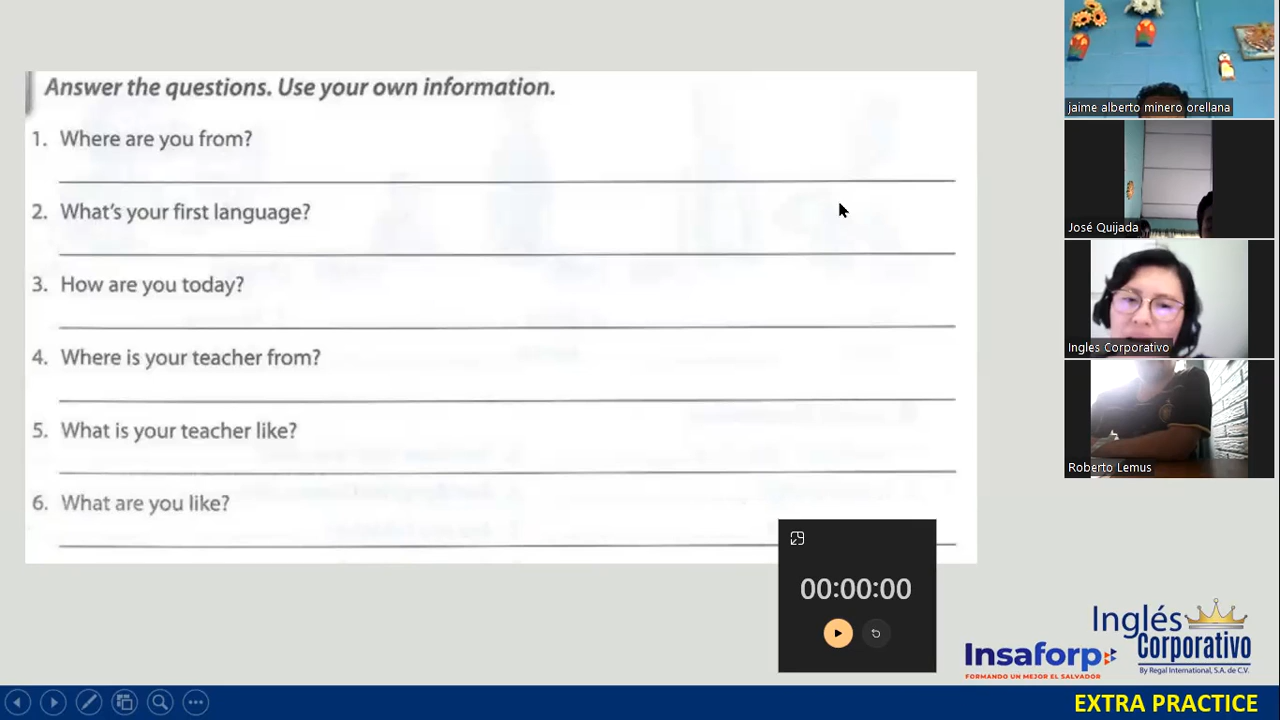 Answer the questions. Use your own information.
1. Where are you from?
2. What's your first language?
3. How are you today?
4. Where is your teacher from?
5. What is your teacher like?
6. What are you like?
00:00:00
jaime alberto minero orellana
José Quijada
Ingles Corporativo
Roberto Lemus
Insaforp
FORMANDO UN MEJOR EL SALVADOR
Inglés
Corporativo
By Regal International, S.A. de C.V.
EXTRA PRACTICE